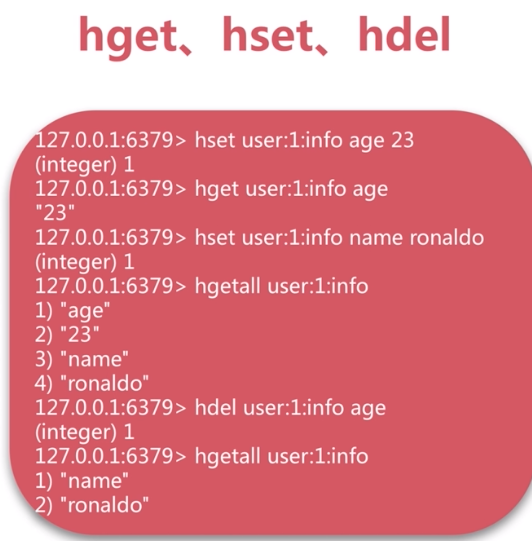 hget、hset、hdel
127.0.0.1:6379> hset user:1:info age 23
(integer) 1
127.0.0.1:6379> hget user:1:info age
"23"
127.0.0.1:6379> hset user:1:info name ronaldo
(integer) 1
127.0.0.1:6379> hgetall user:1:info
1) "age"
2) "23"
3) "name"
4) "ronaldo"
127.0.0.1:6379> hdel user:1:info age
(integer) 1
127.0.0.1:6379> hgetall user:1:info
1) "name"
2) "ronaldo"